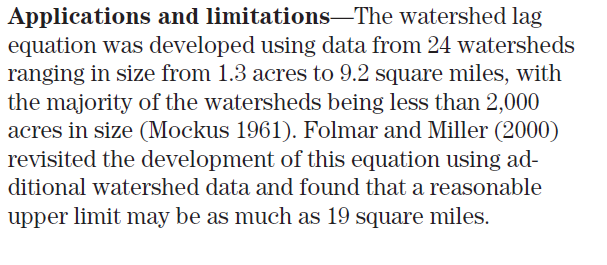 Applications and limitations—The watershed lag
equation was developed using data from 24 watersheds
ranging in size from 1.3 acres to 9.2 square miles, with
the majority of the watersheds being less than 2,000
acres in size (Mockus 1961). Folmar and Miller (2000)
revisited the development of this equation using ad-
ditional watershed data and found that a reasonable
upper limit may be as much as 19 square miles.